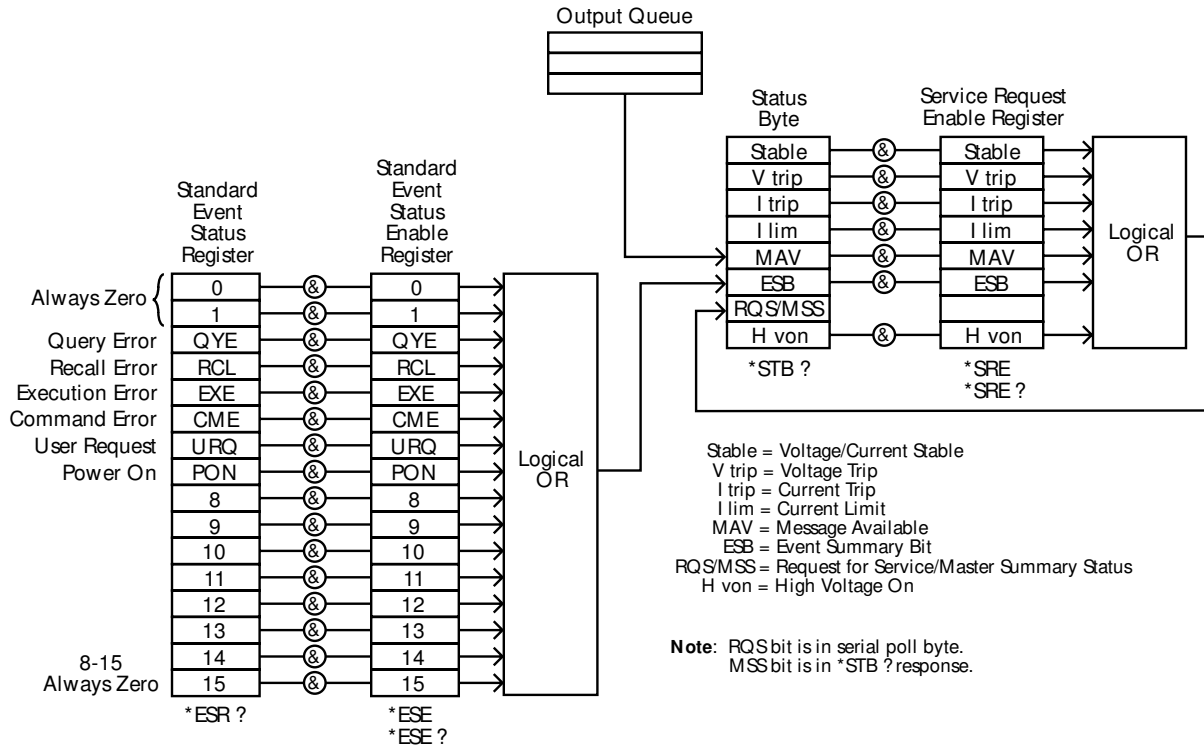 Output Queue
Status
Byte
Service Request
Enable Register
Stable & Stable
V trip & V trip
I trip & I trip
I lim & I lim
MAV & MAV
ESB & ESB
RQS/MSS
H von & H von
*STB ?
*SRE
*SRE ?
Logical
OR
Standard
Event
Status
Register
Standard
Event
Status
Enable
Register
Always Zero
0 & 0
1 & 1
Query Error QYE & QYE
Recall Error RCL & RCL
Execution Error EXE & EXE
Command Error CME & CME
User Request URQ & URQ
Power On PON & PON
8 & 8
9 & 9
10 & 10
11 & 11
12 & 12
13 & 13
14 & 14
15 & 15
8-15
Always Zero
*ESR ?
*ESE
*ESE ?
Logical
OR
Stable = Voltage/Current Stable
V trip = Voltage Trip
I trip = Current Trip
I lim = Current Limit
MAV = Message Available
ESB = Event Summary Bit
RQS/MSS = Request for Service/Master Summary Status
H von = High Voltage On
Note: RQS bit is in serial poll byte.
MSS bit is in *STB ? response.